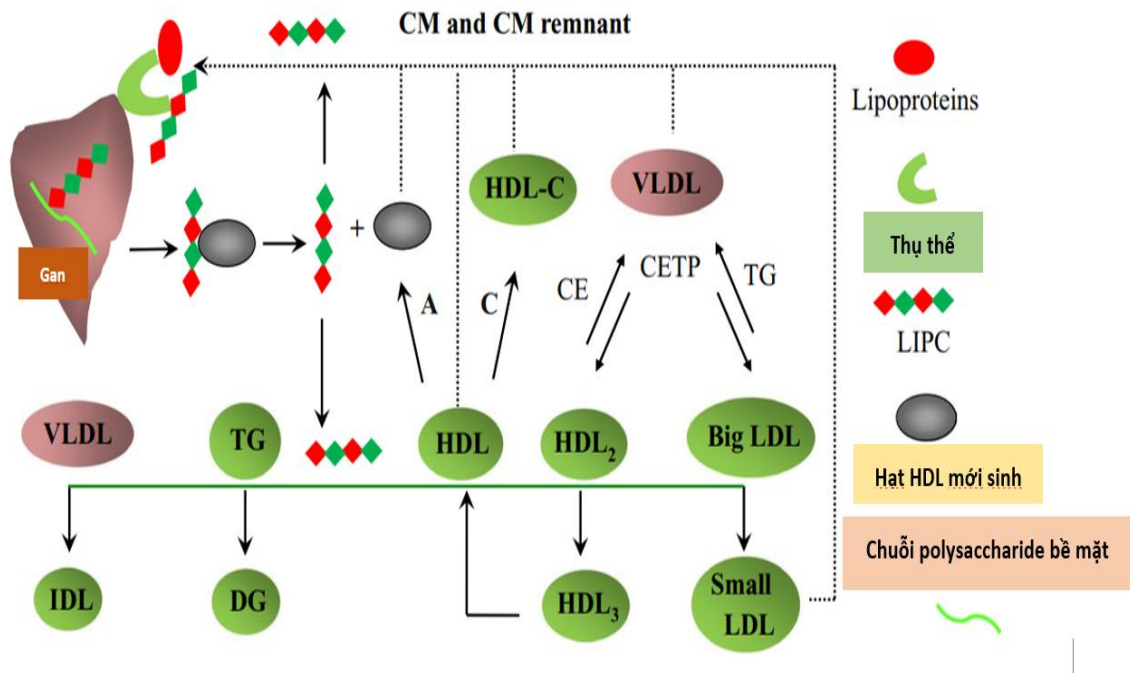 CM and CM remnant
Lipoproteins
HDL-C
VLDL
Thụ thể
Gan
+
A
C
CE
CETP
TG
LIPC
VLDL
TG
HDL
HDL₂
Big LDL
Hạt HDL mới sinh
Chuỗi polysaccharide bề mặt
IDL
DG
HDL₃
Small
LDL